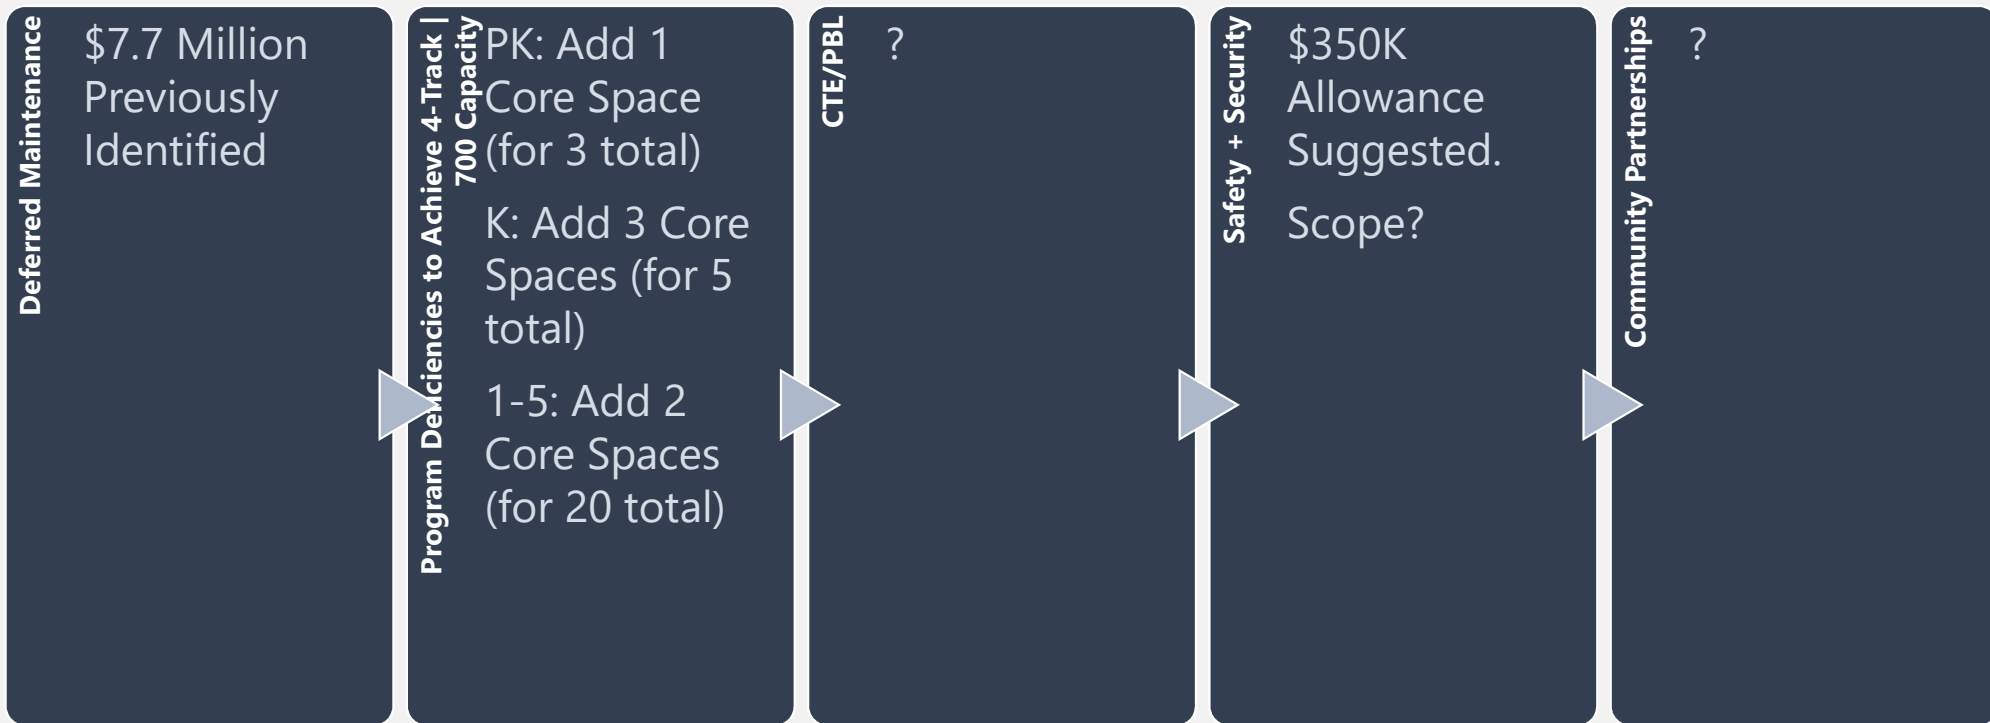 Deferred Maintenance
$7.7 Million
Previously
Identified
Program Deficiencies to Achieve 4-Track |
700 Capacity
PK: Add 1
Core Space
(for 3 total)
K: Add 3 Core
Spaces (for 5
total)
1-5: Add 2
Core Spaces
(for 20 total)
CTE/PBL
?
Safety + Security
$350K
Allowance
Suggested.
Scope?
Community Partnerships
?